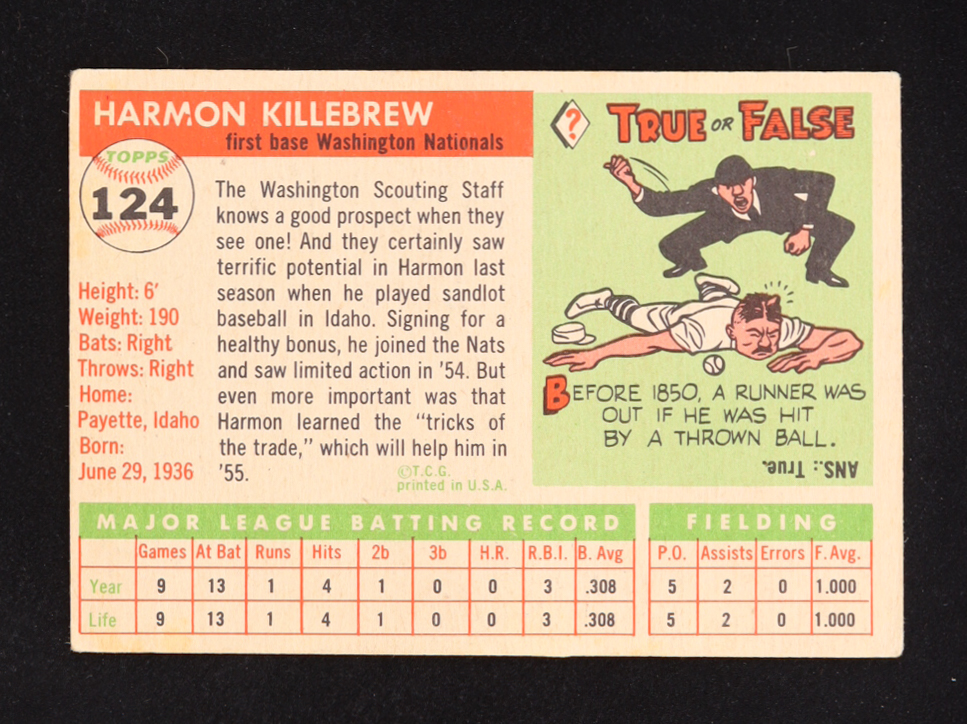 HARMON KILLEBREW
first base Washington Nationals
TOPPS
124
Height: 6'
Weight: 190
Bats: Right
Throws: Right
Home:
Payette, Idaho
Born:
June 29, 1936
The Washington Scouting Staff
knows a good prospect when they
see one! And they certainly saw
terrific potential in Harmon last
season when he played sandlot
baseball in Idaho. Signing for a
healthy bonus, he joined the Nats
and saw limited action in '54. But
even more important was that
Harmon learned the "tricks of
the trade," which will help him in
'55.
©T.C.G.
printed in U.S.A.
?
TRUE OR FALSE
BEFORE 1850, A RUNNER WAS
OUT IF HE WAS HIT
BY A THROWN BALL.
ANS.: True.
MAJOR LEAGUE BATTING RECORD
Games At Bat Runs Hits 2b 3b H.R. R.B.I. B. Avg
Year 9 13 1 4 1 0 0 3 .308
Life 9 13 1 4 1 0 0 3 .308
FIELDING
P.O. Assists Errors F. Avg.
5 2 0 1.000
5 2 0 1.000